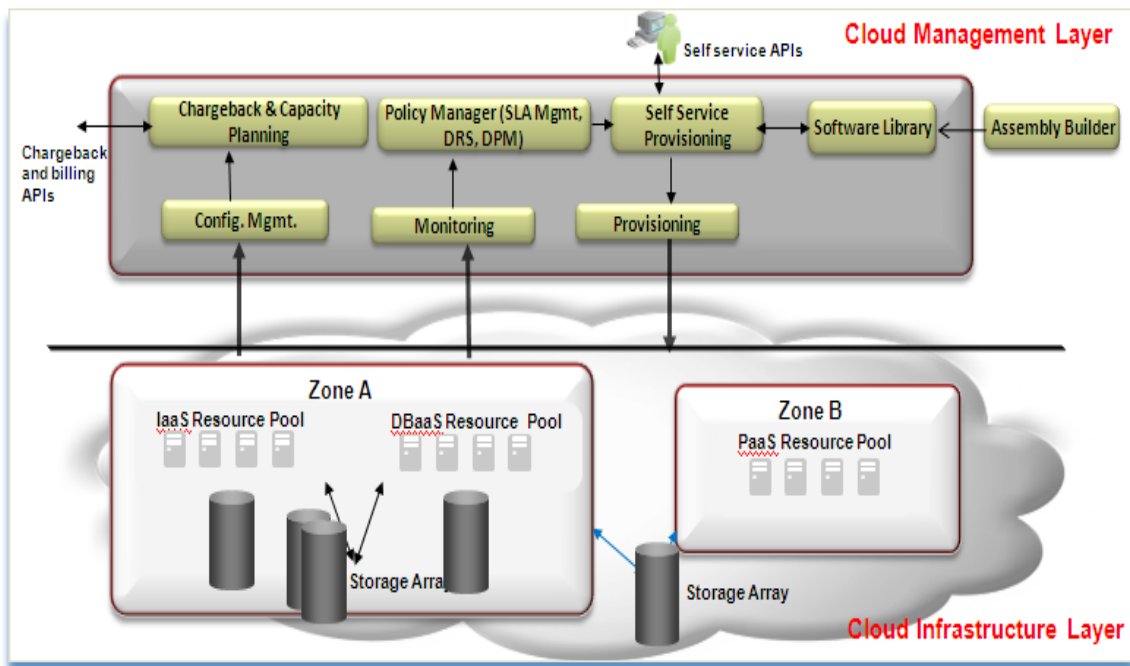 Cloud Management Layer
Self service APIs
Chargeback & Capacity
Planning
Policy Manager (SLA Mgmt,
DRS, DPM)
Self Service
Provisioning
Software Library
Assembly Builder
Chargeback
and billing
APIs
Config. Mgmt.
Monitoring
Provisioning
Zone A
IaaS Resource Pool
DBaaS Resource Pool
Zone B
PaaS Resource Pool
Storage Array
Storage Array
Cloud Infrastructure Layer